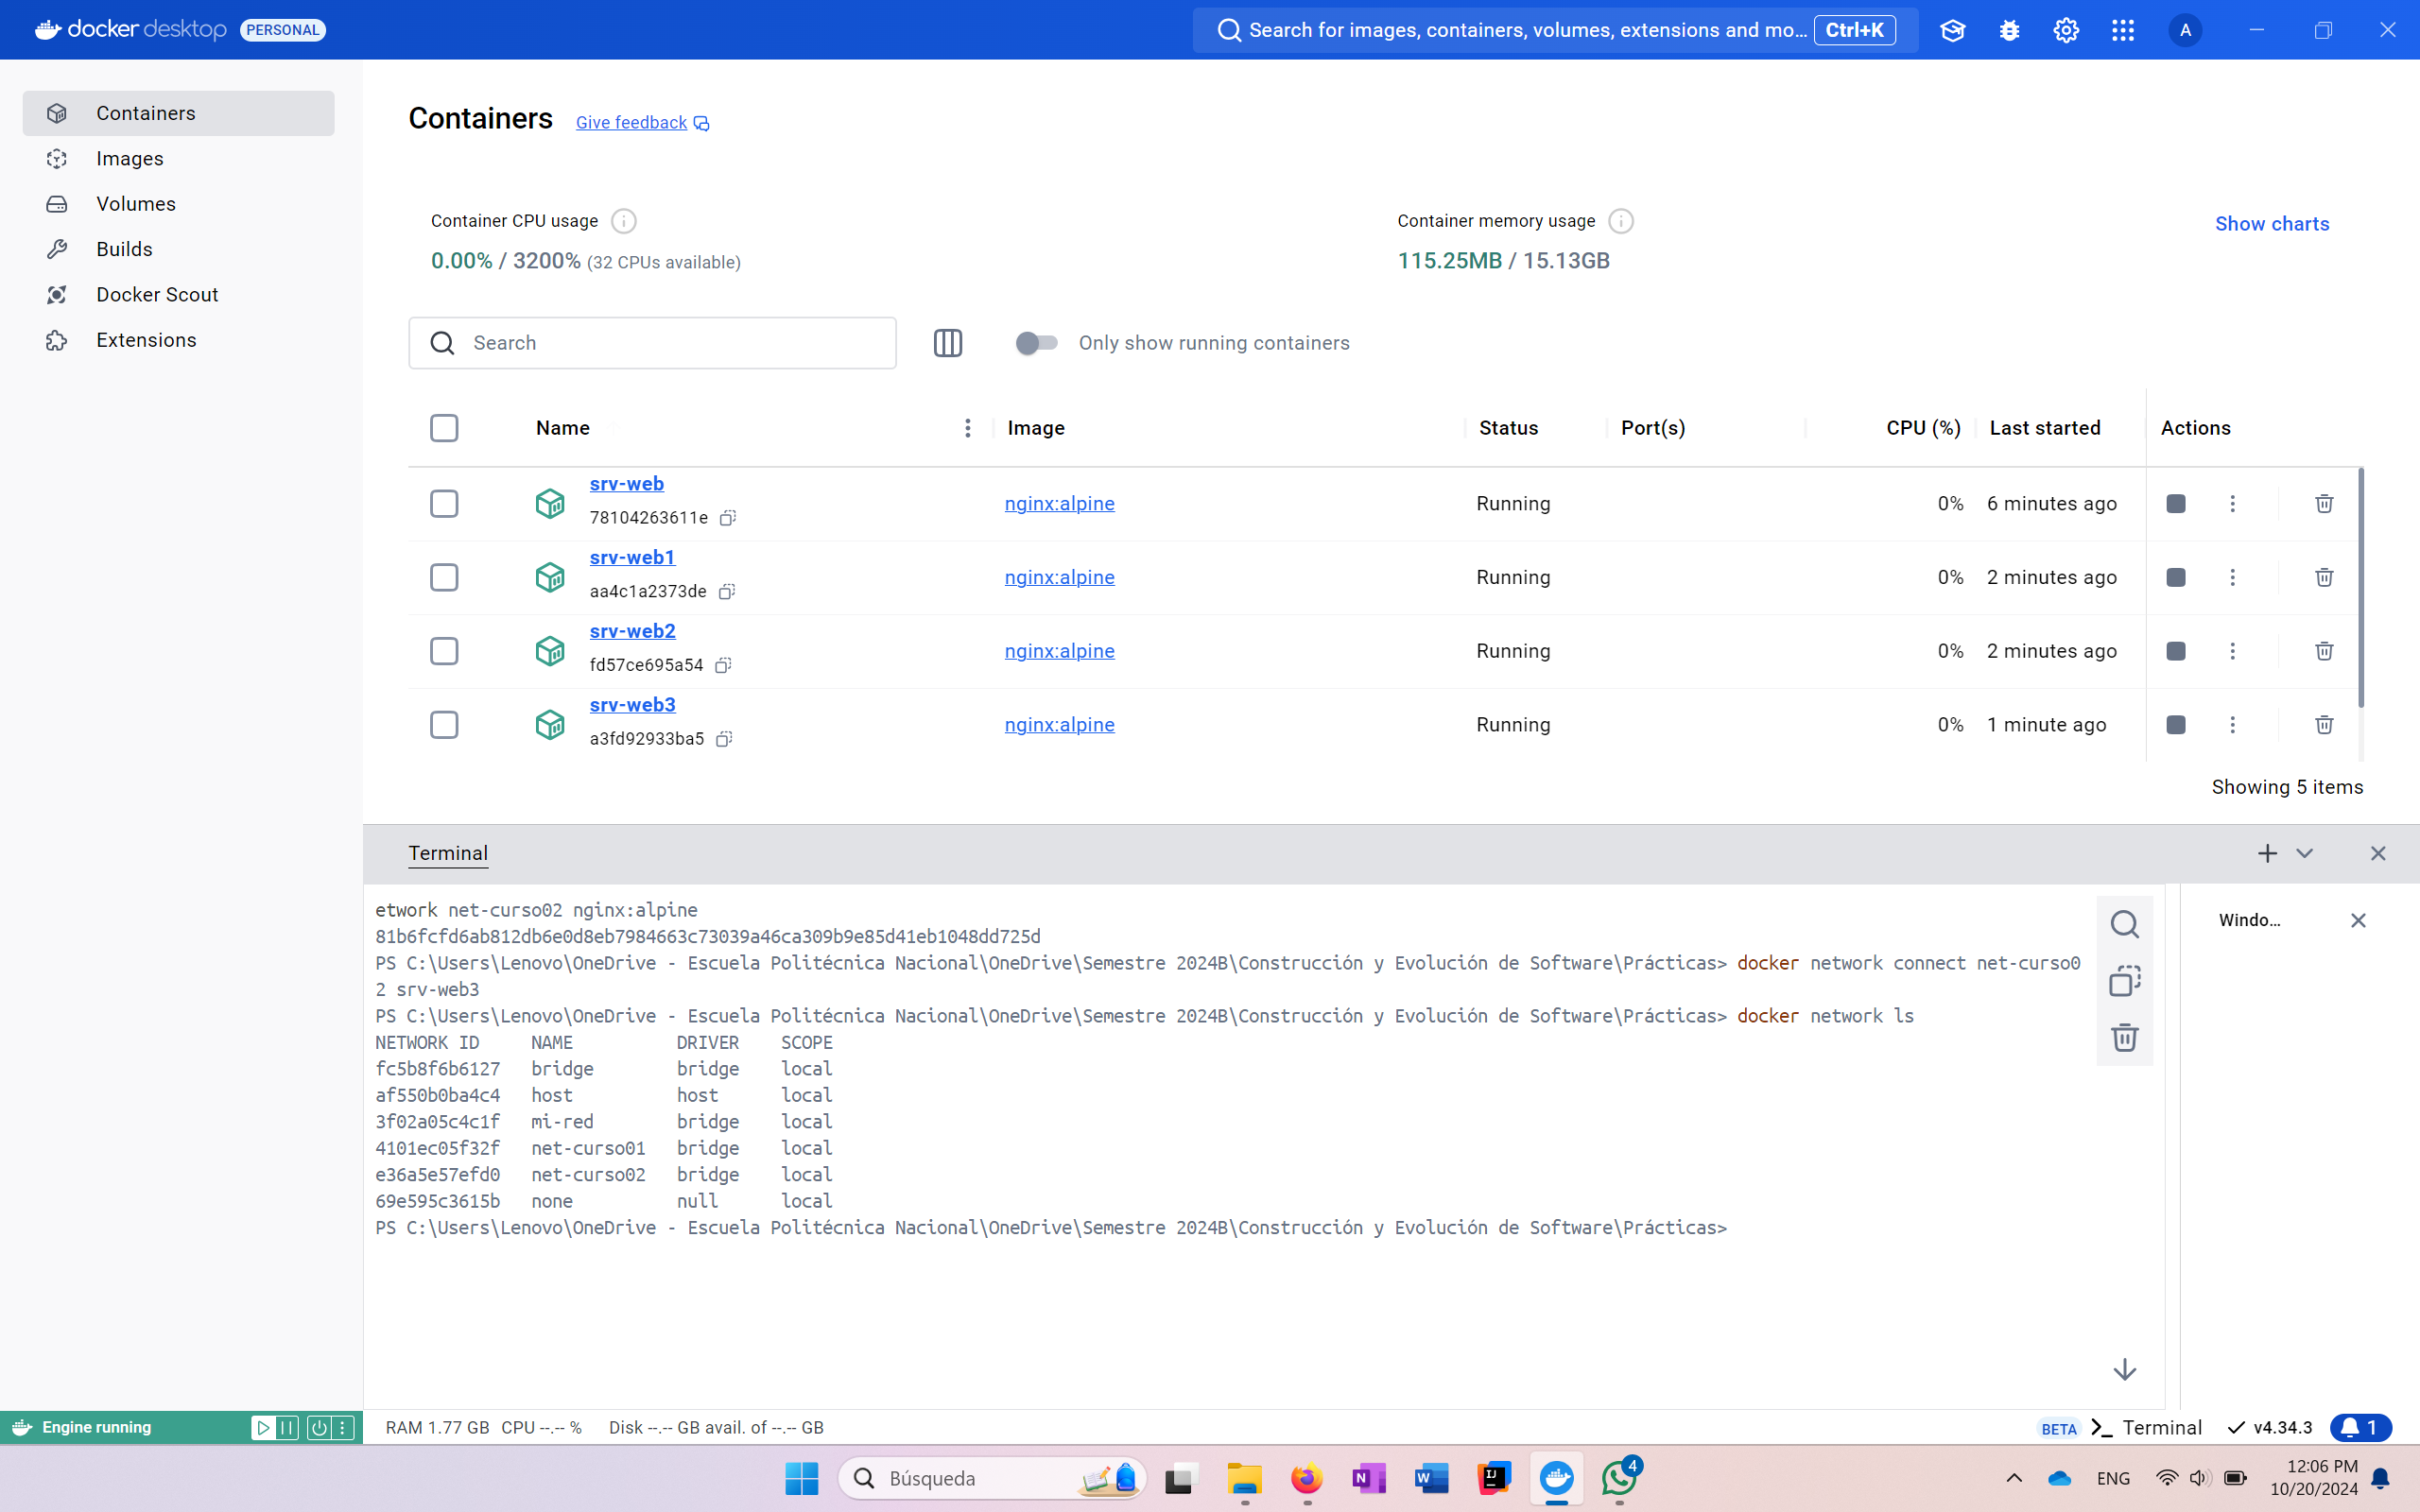 docker desktop PERSONAL
Search for images, containers, volumes, extensions and mo... Ctrl+K
A
Containers
Images
Volumes
Builds
Docker Scout
Extensions
Containers Give feedback
Container CPU usage
0.00% / 3200% (32 CPUs available)
Container memory usage
115.25MB / 15.13GB
Show charts
Search
Only show running containers
Name Image Status Port(s) CPU (%) Last started Actions
srv-web
78104263611e
nginx:alpine Running 0% 6 minutes ago
srv-web1
aa4c1a2373de
nginx:alpine Running 0% 2 minutes ago
srv-web2
fd57ce695a54
nginx:alpine Running 0% 2 minutes ago
srv-web3
a3fd92933ba5
nginx:alpine Running 0% 1 minute ago
Showing 5 items
Terminal
Windo...
etwork net-curso02 nginx:alpine
81b6fcfd6ab812db6e0d8eb7984663c73039a46ca309b9e85d41eb1048dd725d
PS C:\Users\Lenovo\OneDrive - Escuela Politécnica Nacional\OneDrive\Semestre 2024B\Construcción y Evolución de Software\Prácticas> docker network connect net-curso0
2 srv-web3
PS C:\Users\Lenovo\OneDrive - Escuela Politécnica Nacional\OneDrive\Semestre 2024B\Construcción y Evolución de Software\Prácticas> docker network ls
NETWORK ID NAME DRIVER SCOPE
fc5b8f6b6127 bridge bridge local
af550b0ba4c4 host host local
3f02a05c4c1f mi-red bridge local
4101ec05f32f net-curso01 bridge local
e36a5e57efd0 net-curso02 bridge local
69e595c3615b none null local
PS C:\Users\Lenovo\OneDrive - Escuela Politécnica Nacional\OneDrive\Semestre 2024B\Construcción y Evolución de Software\Prácticas>
Engine running
RAM 1.77 GB CPU --.-- % Disk --.-- GB avail. of --.-- GB
BETA >_ Terminal v4.34.3 1
Búsqueda
N
W
IJ
4
ENG
12:06 PM
10/20/2024